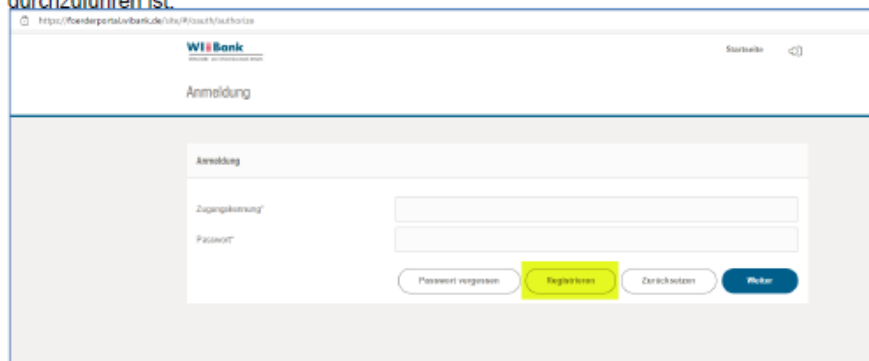 durchzuführen ist.
https://foerderportal.wibank.de/site/#/oauth/authorize
WIBank
Startseite
Anmeldung
Anmeldung
Zugangskennung*
Passwort*
Passwort vergessen Registrieren Zurücksetzen Weiter